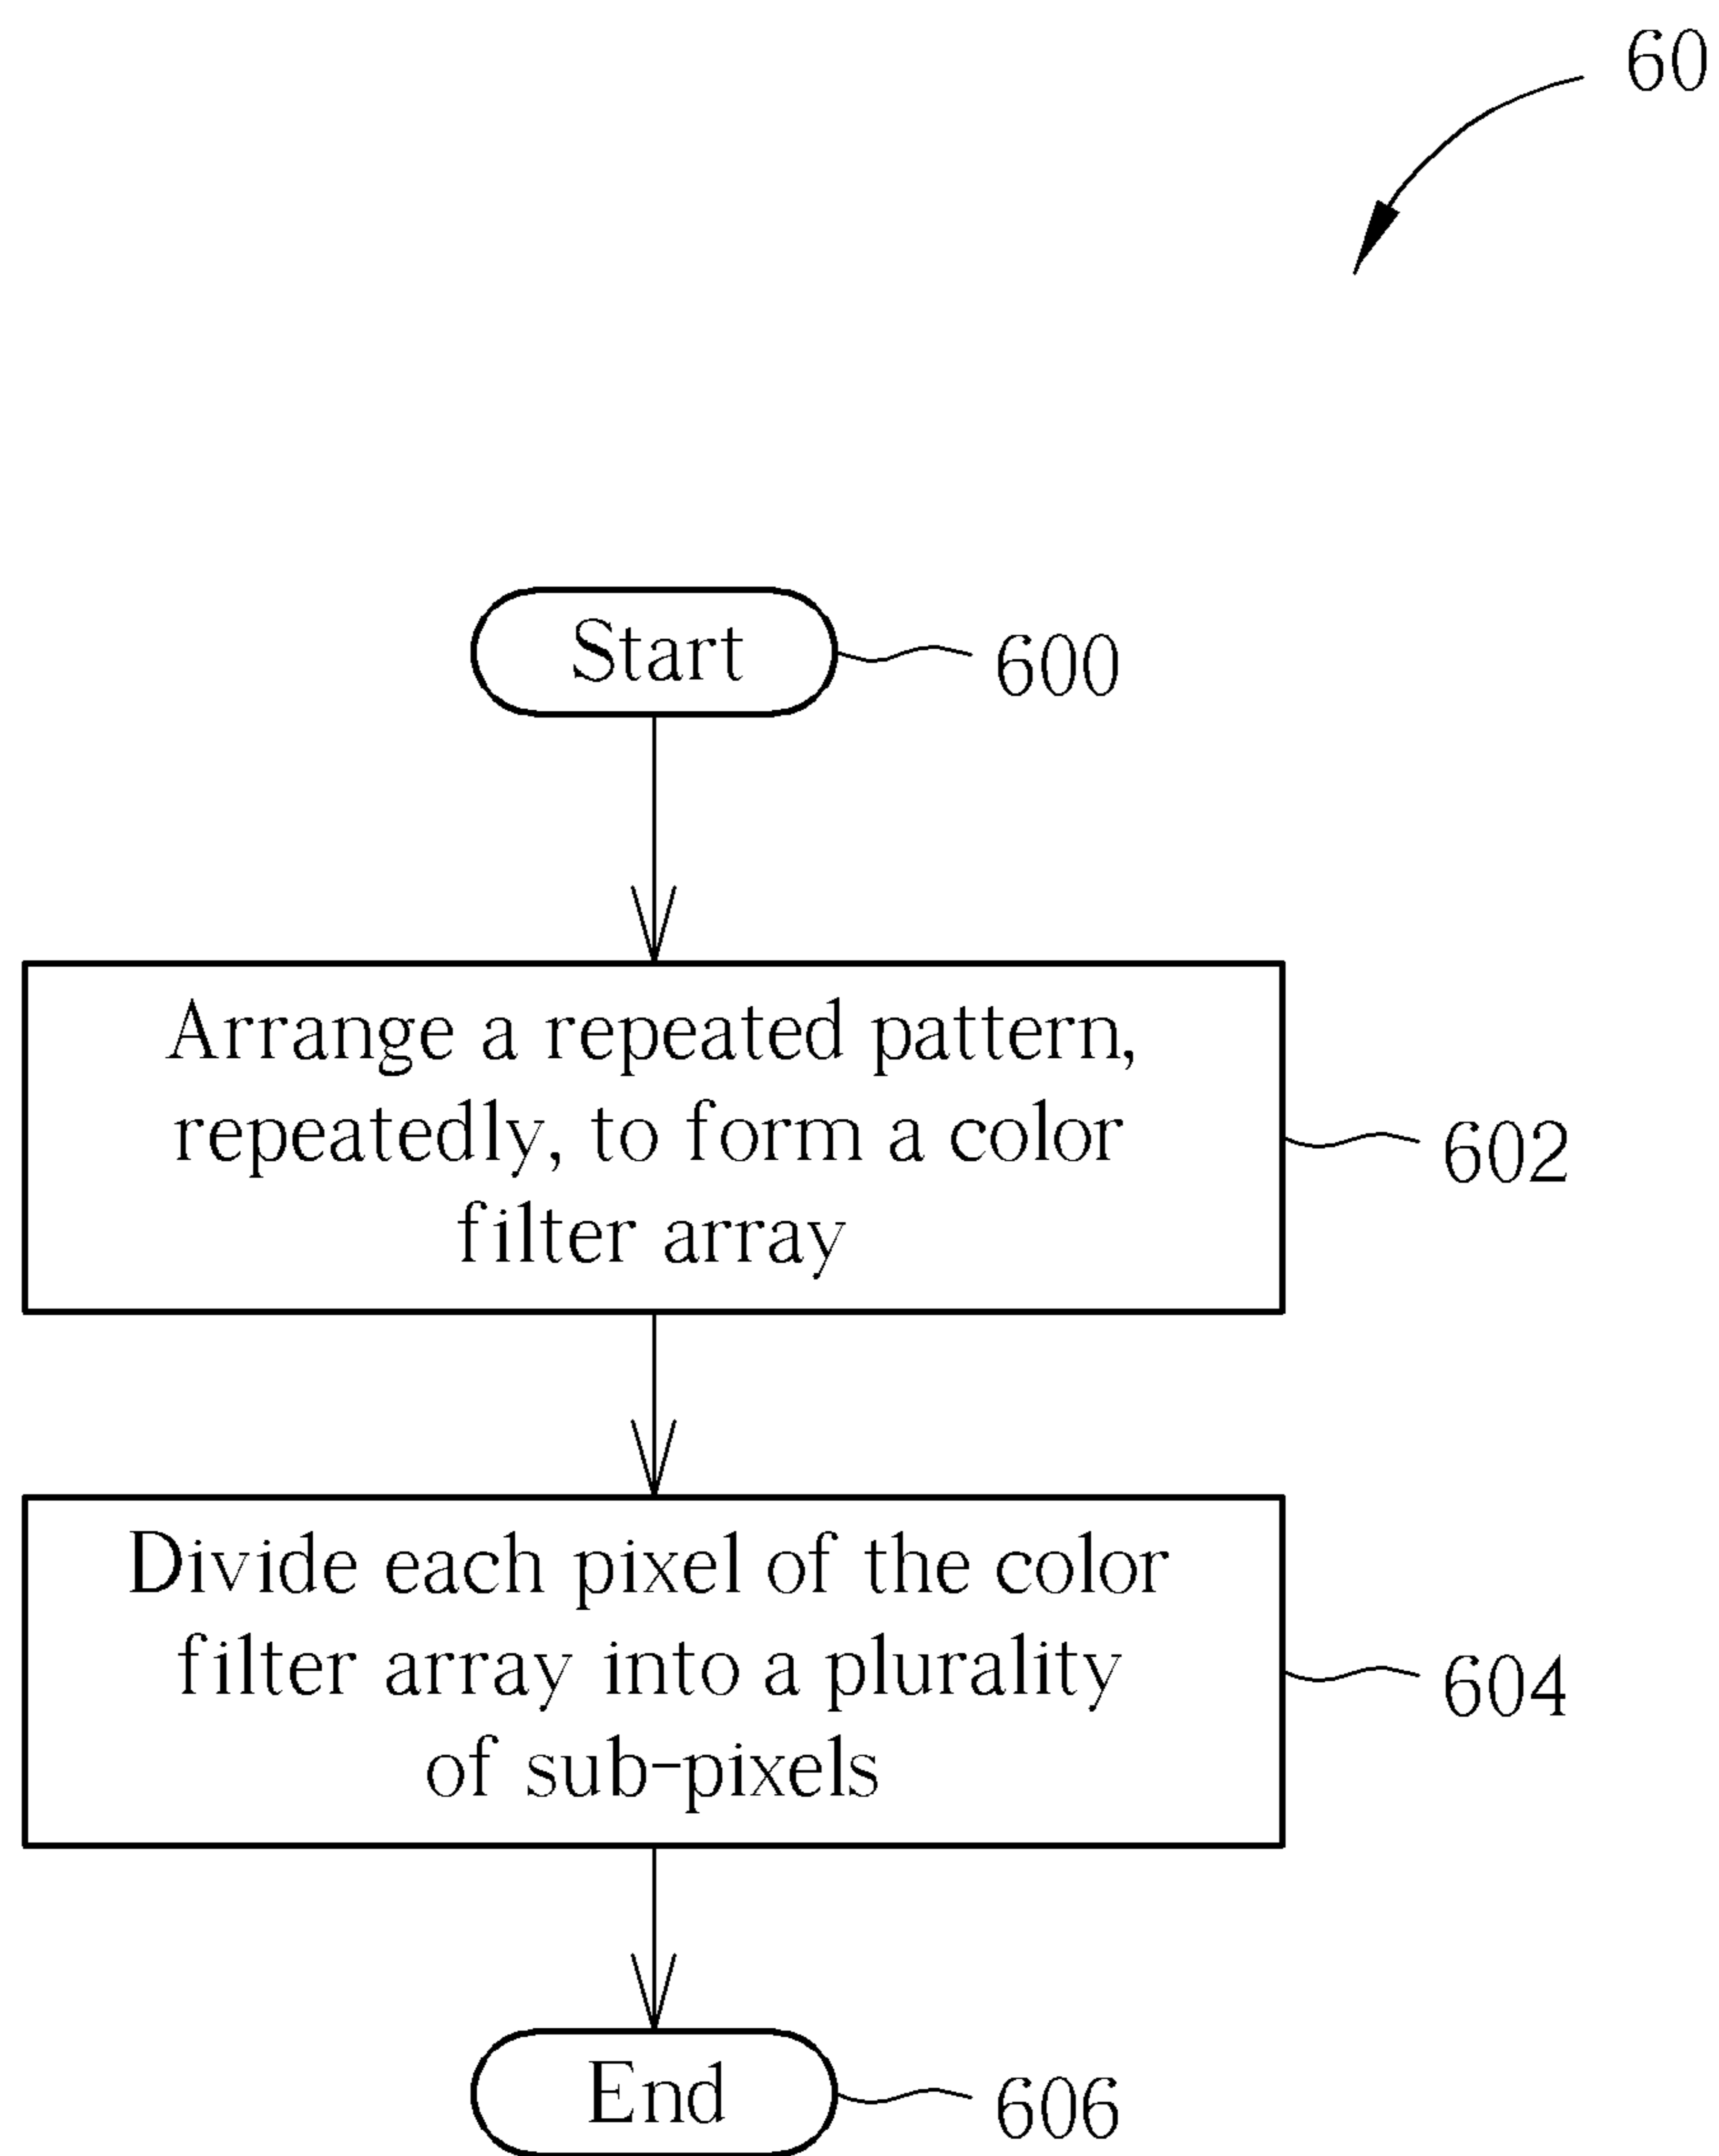 60
Start
600
Arrange a repeated pattern,
repeatedly, to form a color
filter array
602
Divide each pixel of the color
filter array into a plurality
of sub-pixels
604
End
606